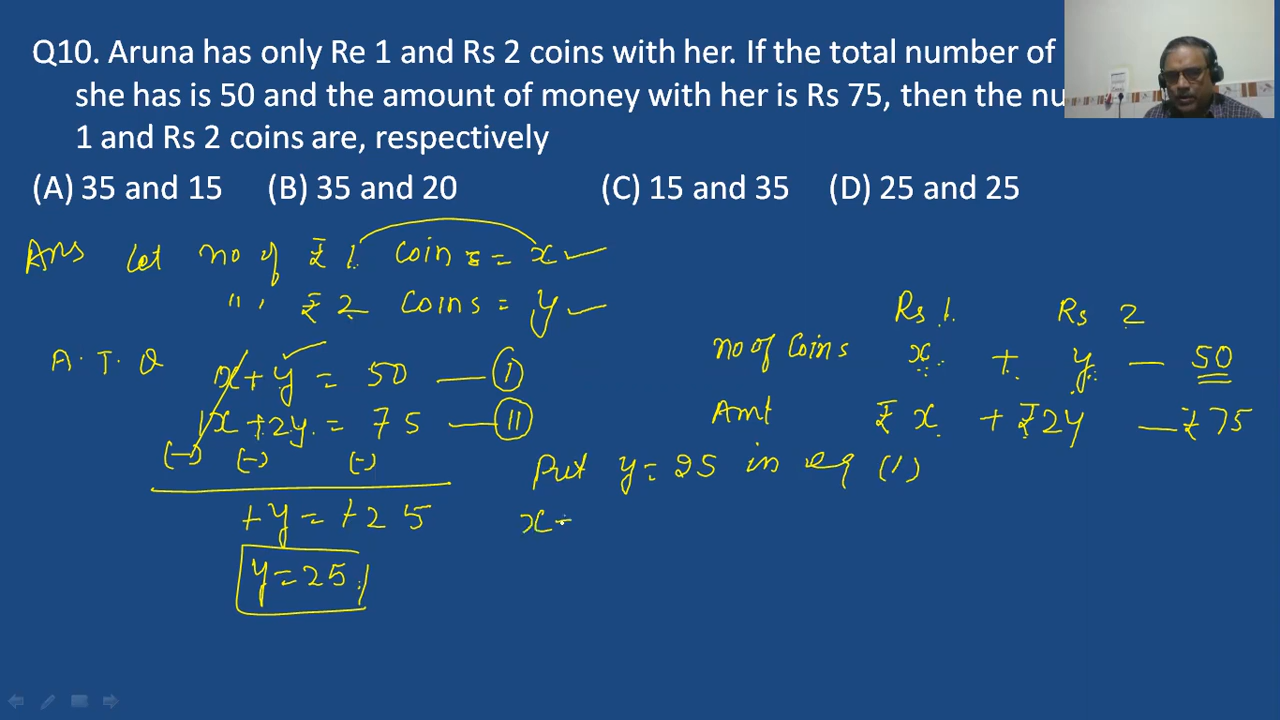 Q10. Aruna has only Re 1 and Rs 2 coins with her. If the total number of
she has is 50 and the amount of money with her is Rs 75, then the nu
1 and Rs 2 coins are, respectively
(A) 35 and 15 (B) 35 and 20 (C) 15 and 35 (D) 25 and 25
Ans Let no of ₹ 1 coins = x ✓
" , ₹ 2 coins = y ✓
A.T.Q x + y = 50 — (I)
1x + 2y = 75 — (II)
(-) (-) (-)
+y = +25
y = 25
Rs 1 Rs 2
no of Coins x + y — 50
Amt ₹ x + ₹ 2y — ₹ 75
Put y = 25 in eq (1)
x -